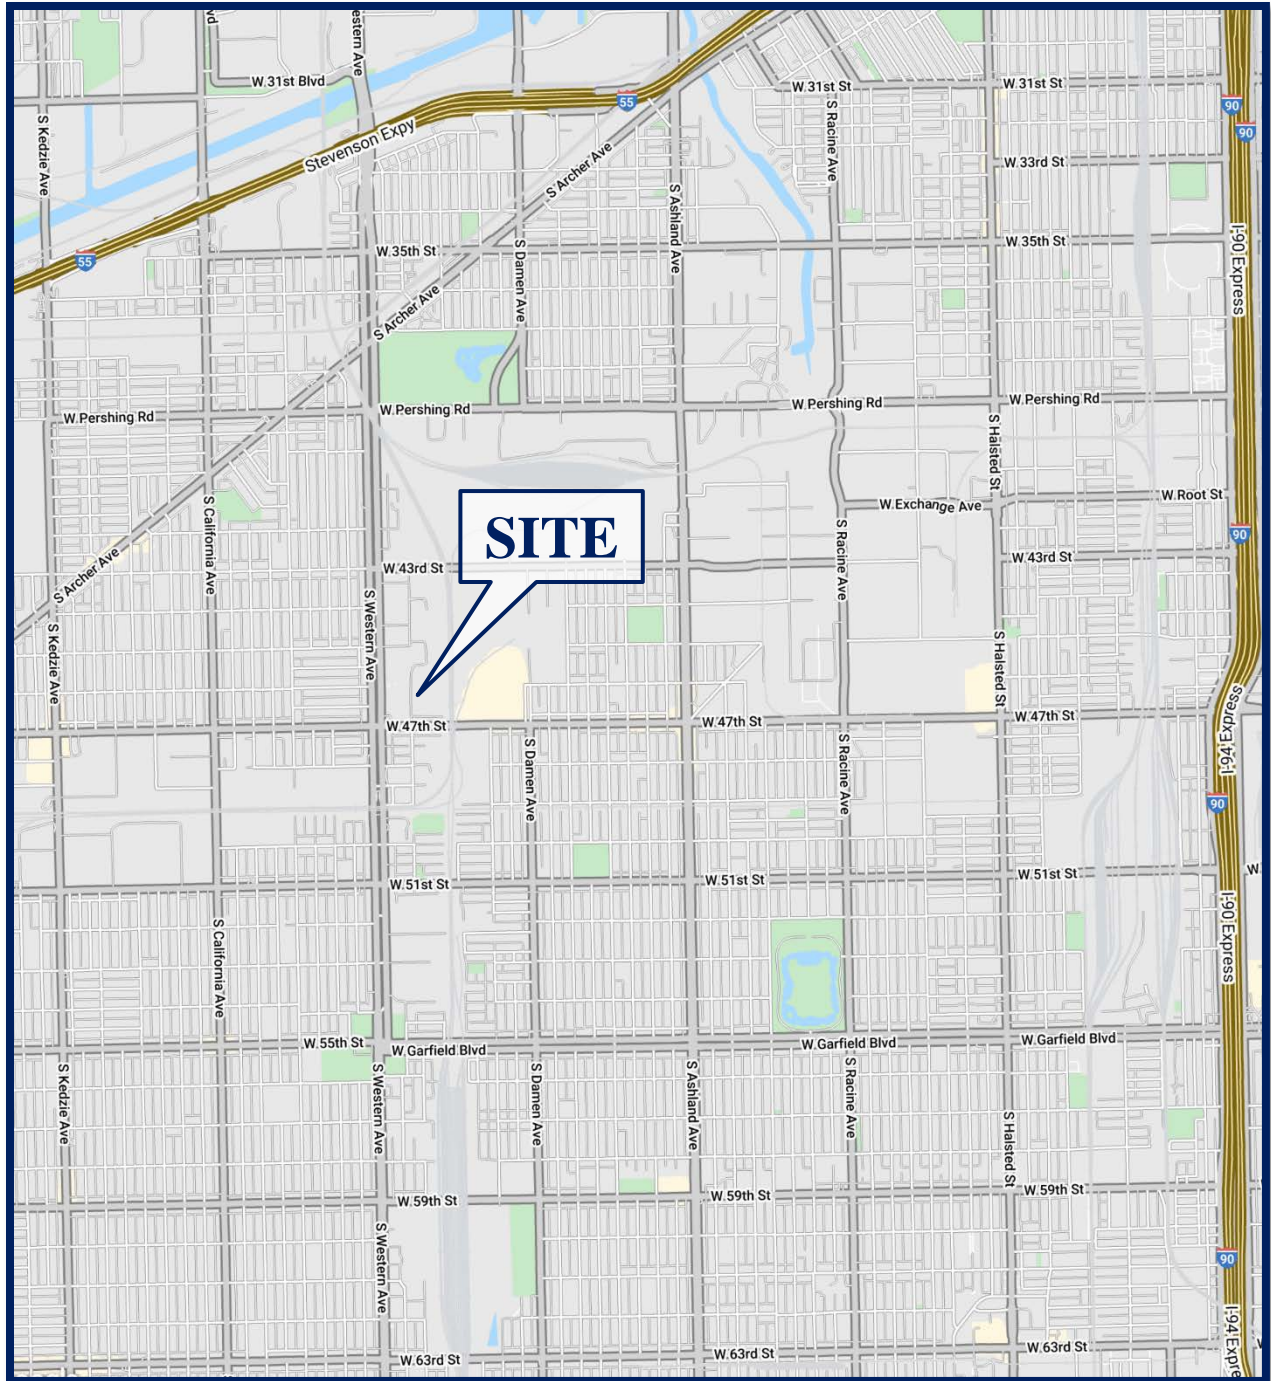 estern Ave
vd
W 31st Blvd
W 31st St
W 31st St
55
90
90
S Kedzie Ave
Stevenson Expy
S Archer Ave
S Racine Ave
W 33rd St
S Ashland Ave
W 35th St
S Damen Ave
W 35th St
I-90 Express
55
S Archer Ave
W Pershing Rd
W Pershing Rd
W Pershing Rd
W Pershing Rd
S Halsted St
S California Ave
W Exchange Ave
W Root St
SITE
S Racine Ave
90
S Archer Ave
W 43rd St
W 43rd St
S Western Ave
S Kedzie Ave
S Halsted St
W 47th St
W 47th St
W 47th St
I-94 Express
S Damen Ave
S Racine Ave
90
W 51st St
W 51st St
W 51st St
W
I-90 Express
S California Ave
W 55th St
W Garfield Blvd
W Garfield Blvd
W Garfield Blvd
S Kedzie Ave
S Western Ave
S Damen Ave
S Ashland Ave
S Racine Ave
S Halsted St
W 59th St
W 59th St
W 59th St
S Western Ave
90
I-94 Expre
W 63rd St
W 63rd St
W 63rd St